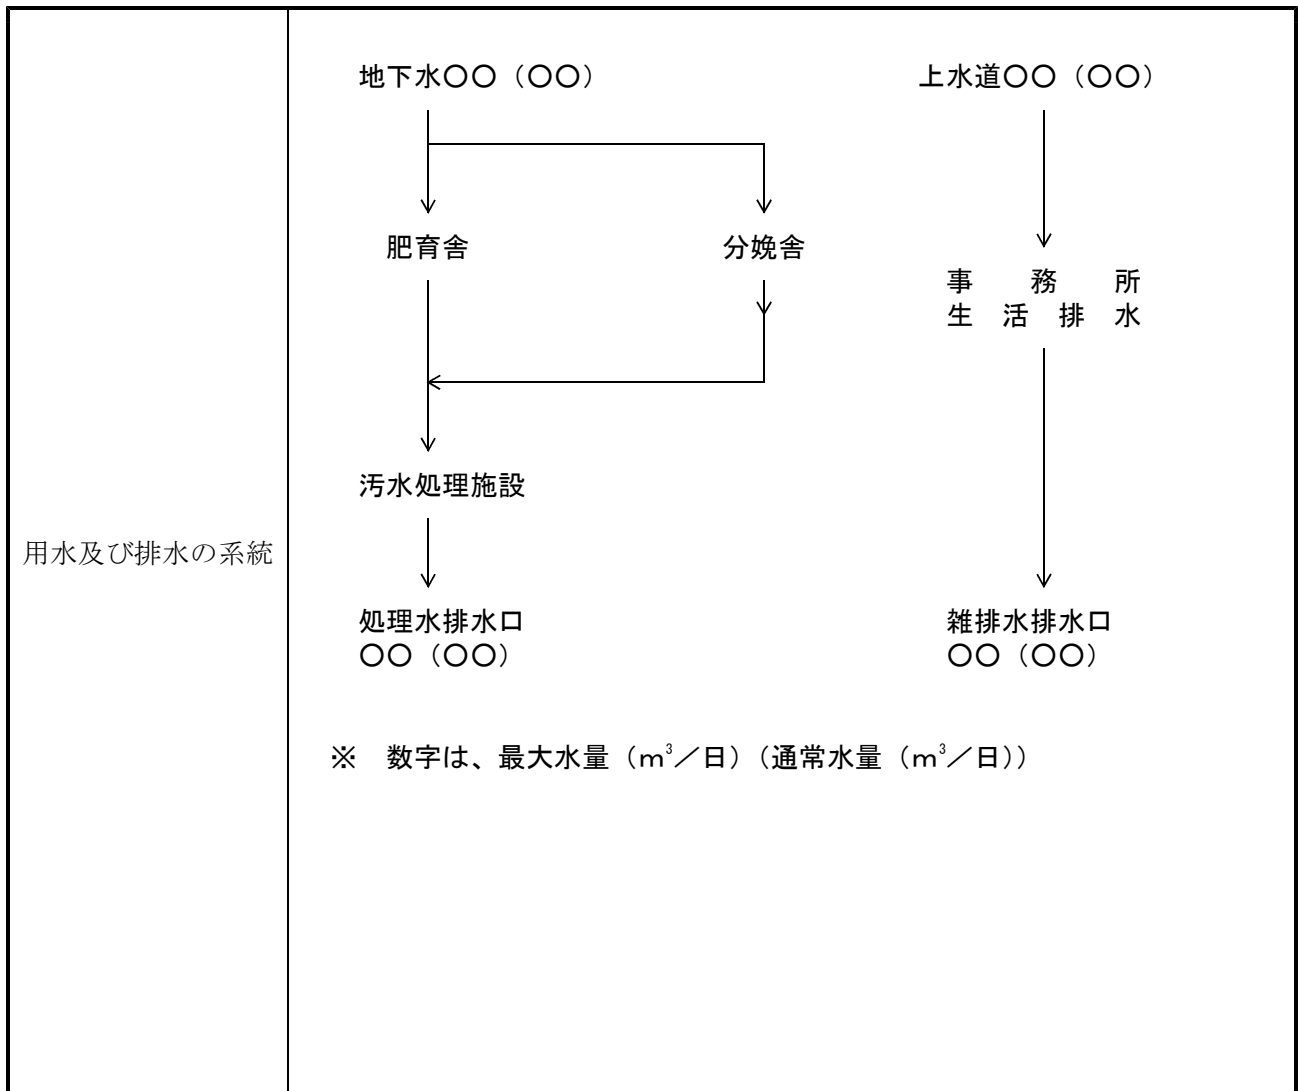 用水及び排水の系統
地下水〇〇（〇〇）
上水道〇〇（〇〇）
肥育舎
分娩舎
事　務　所
生 活 排 水
汚水処理施設
処理水排水口
〇〇（〇〇）
雑排水排水口
〇〇（〇〇）
※　数字は、最大水量（ｍ³／日）（通常水量（ｍ³／日））